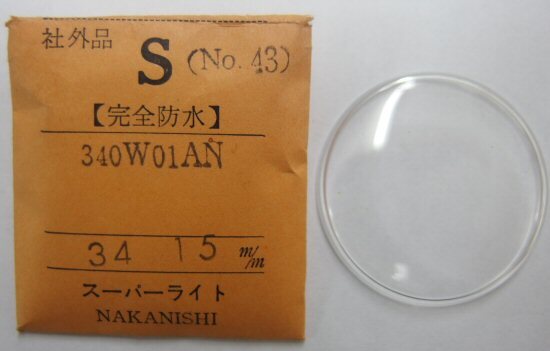 社外品
S (No. 43)
【完全防水】
340W01AN
34 15 m/m
スーパーライト
NAKANISHI